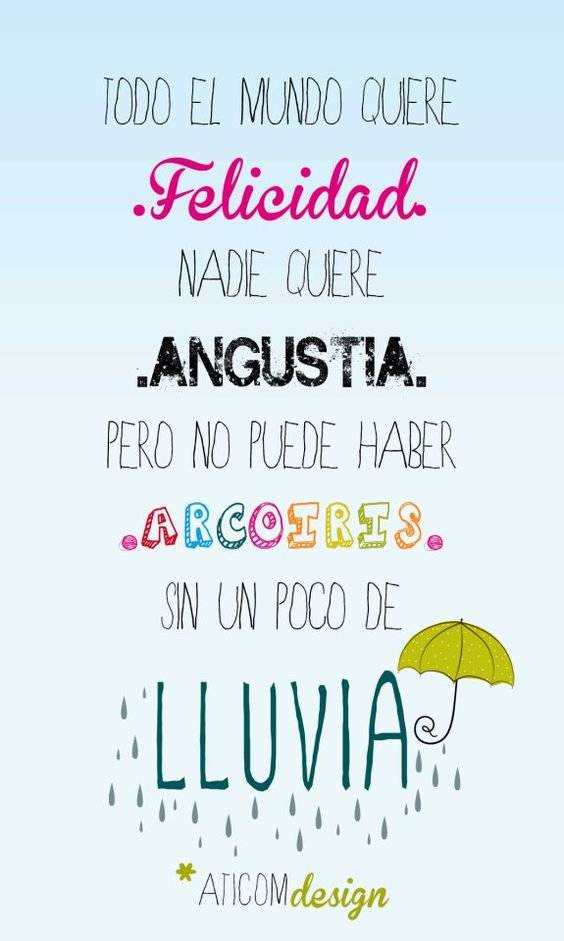 TODO EL MUNDO QUIERE
.Felicidad.
NADIE QUIERE
.ANGUSTIA.
PERO NO PUEDE HABER
.ARCOIRIS.
SIN UN POCO DE
LLUVIA
*ATICOMdesign